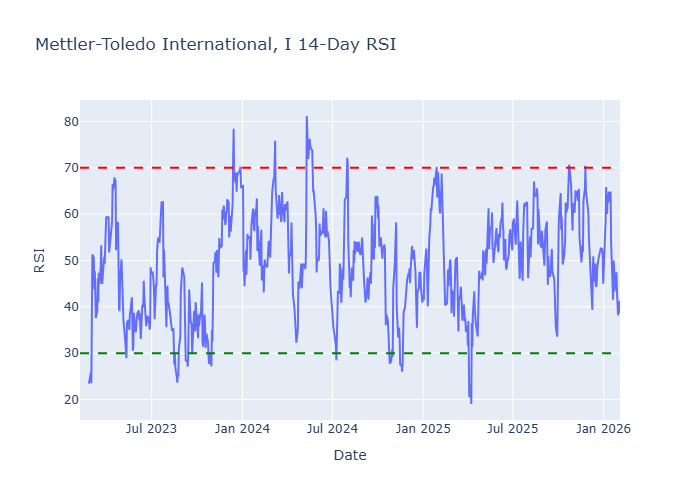 Mettler-Toledo International, I 14-Day RSI
80
70
60
50
40
30
20
RSI
Jul 2023
Jan 2024
Jul 2024
Jan 2025
Jul 2025
Jan 2026
Date